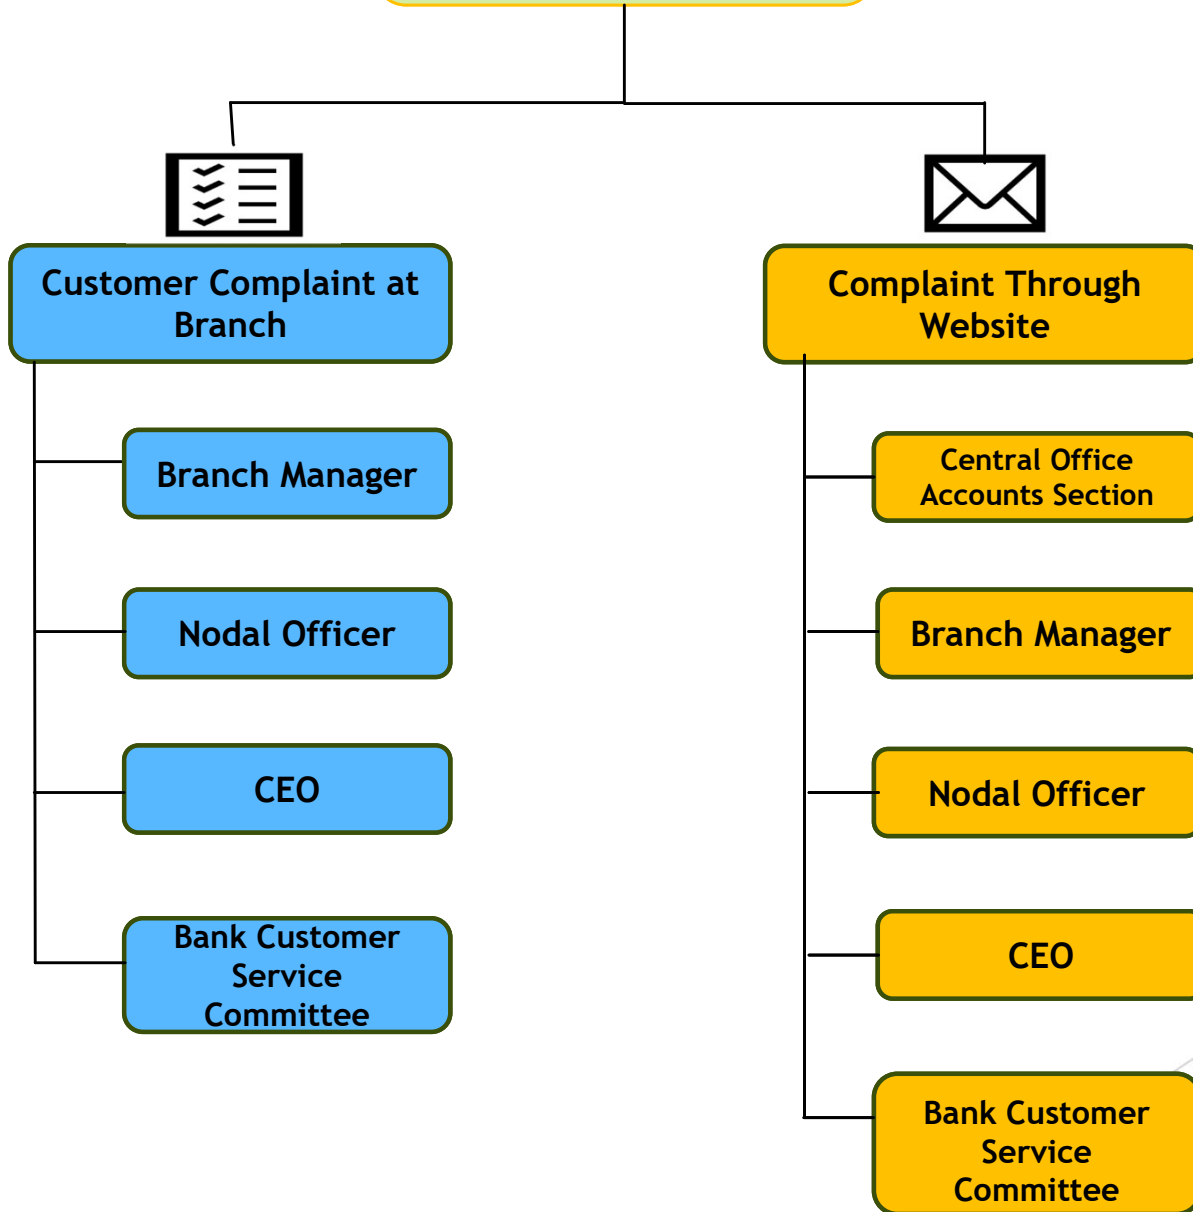 Customer Complaint at
Branch
Branch Manager
Nodal Officer
CEO
Bank Customer
Service
Committee
Complaint Through
Website
Central Office
Accounts Section
Branch Manager
Nodal Officer
CEO
Bank Customer
Service
Committee